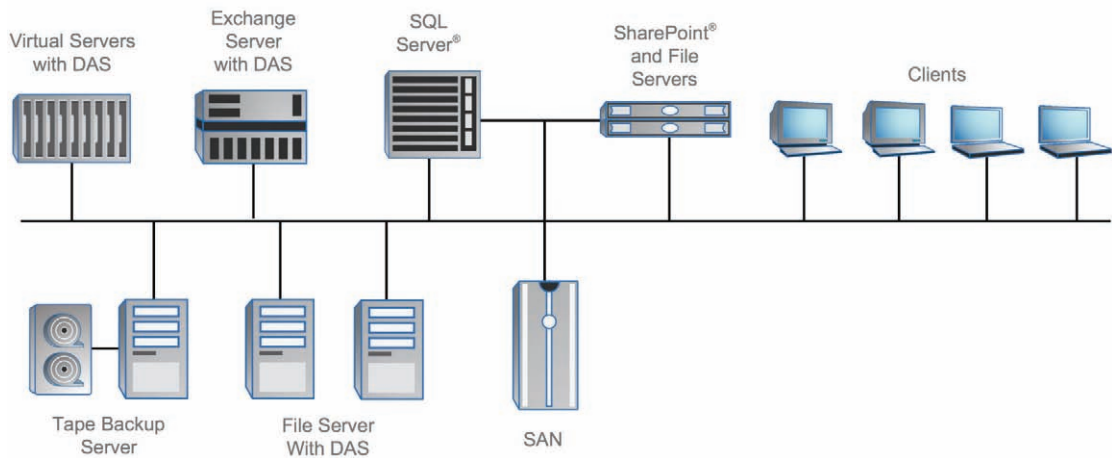 Virtual Servers
with DAS
Exchange
Server
with DAS
SQL
Server®
SharePoint®
and File
Servers
Clients
Tape Backup
Server
File Server
With DAS
SAN